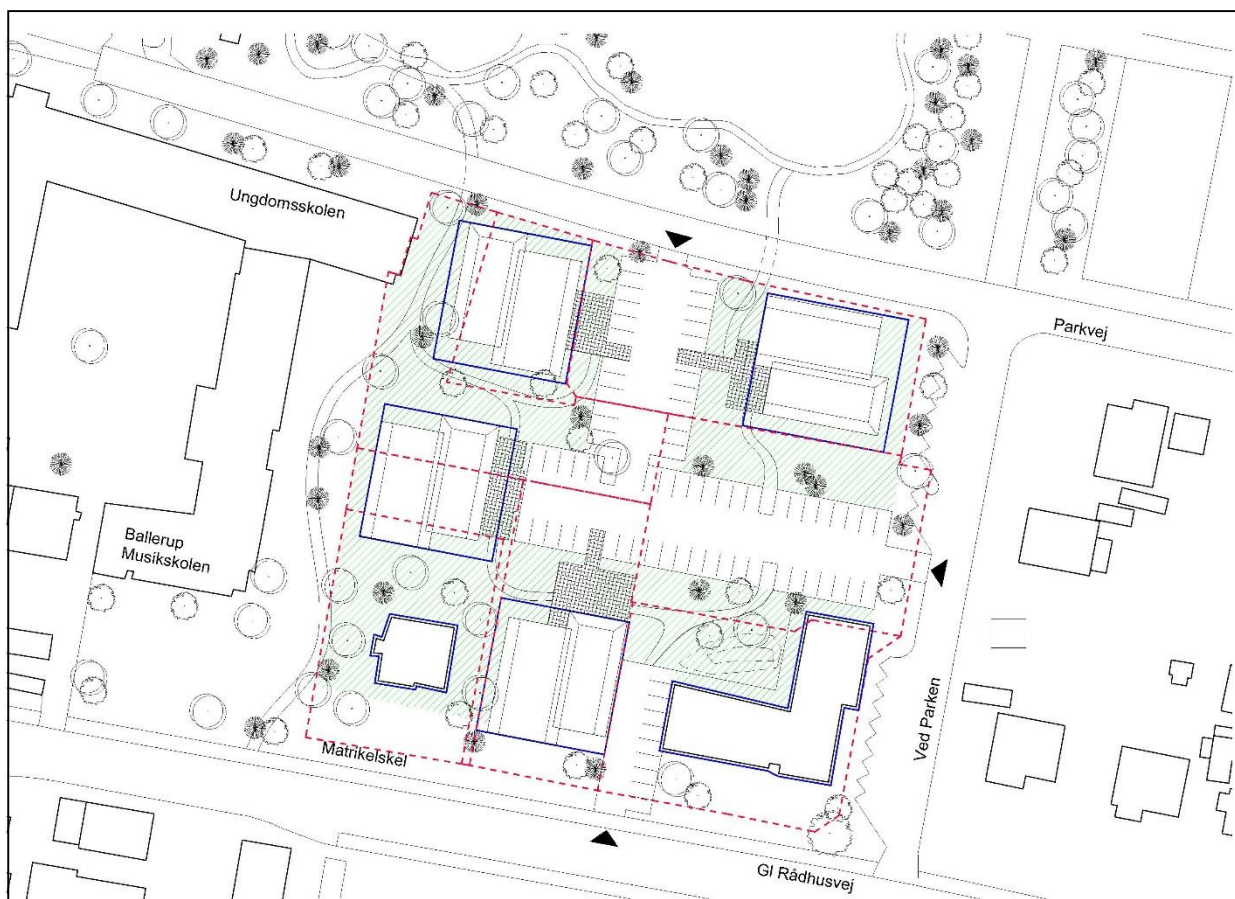 Ungdomsskolen
Parkvej
Ballerup
Musikskolen
Matrikelskel
Ved Parken
Gl Rådhusvej